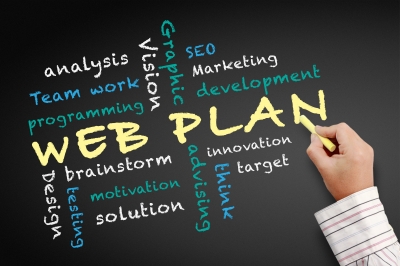 SEO
Marketing
Graphic
Vision
analysis
Team work
development
programming
WEB PLAN
innovation
target
brainstorm
motivation
solution
Design
testing
advising
think